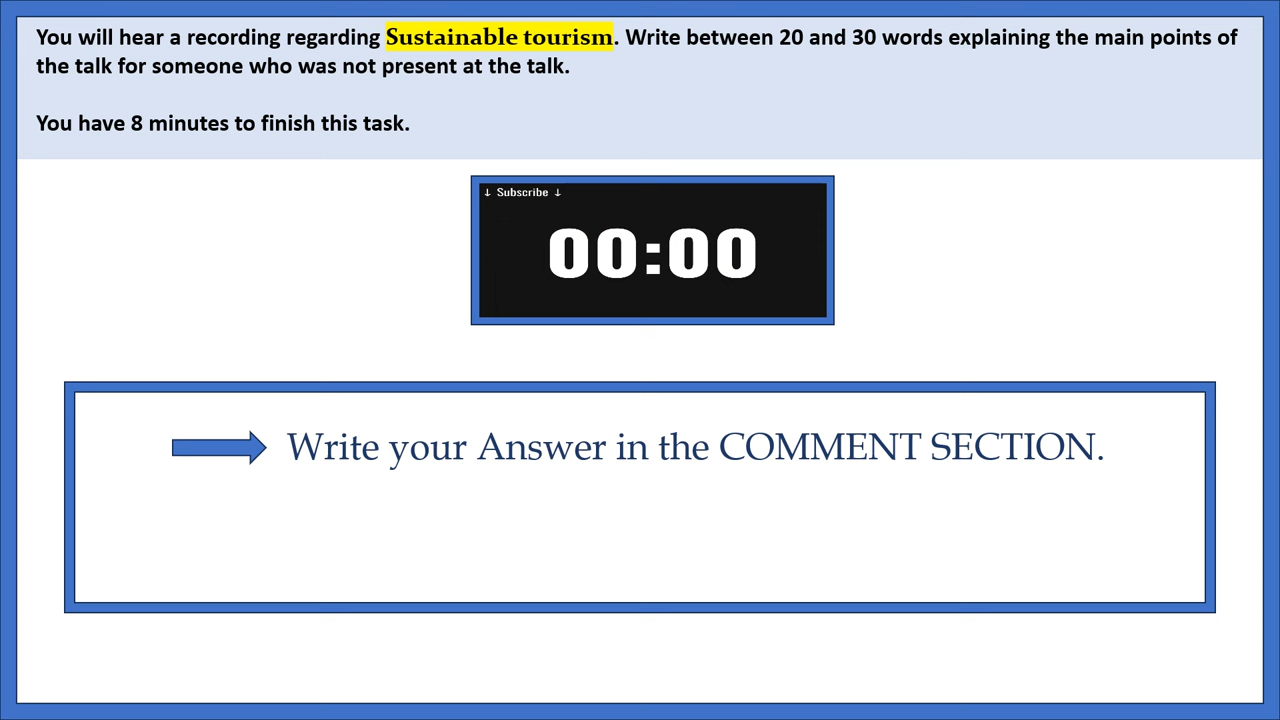 You will hear a recording regarding Sustainable tourism. Write between 20 and 30 words explaining the main points of
the talk for someone who was not present at the talk.
You have 8 minutes to finish this task.
↓ Subscribe ↓
00:00
Write your Answer in the COMMENT SECTION.